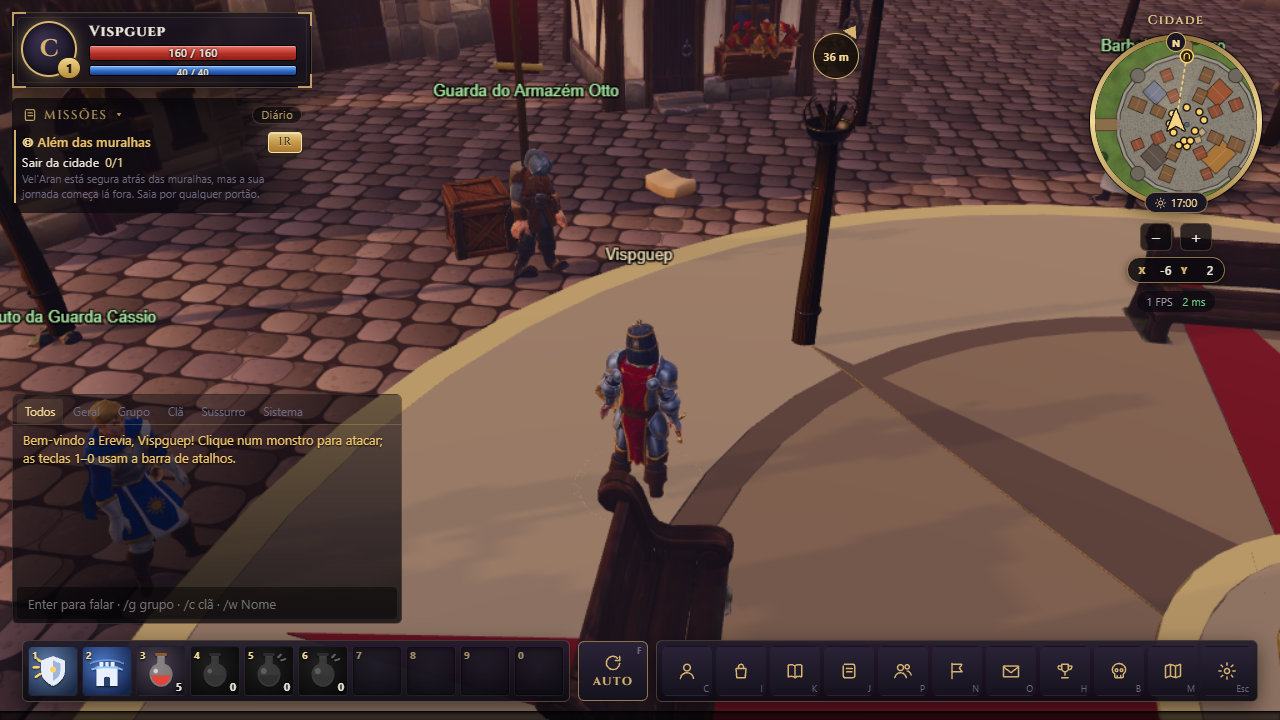 C
1
Vispguep
160 / 160
40 / 40
MISSÕES
Diário
Além das muralhas
IR
Sair da cidade 0/1
Vel'Aran está segura atrás das muralhas, mas a sua
jornada começa lá fora. Saia por qualquer portão.
Guarda do Armazém Otto
36 m
Cidade
N
17:00
−
+
X -6 Y 2
1 FPS 2 ms
Vispguep
da Guarda Cássio
Todos Geral Grupo Clã Sussurro Sistema
Bem-vindo a Erevia, Vispguep! Clique num monstro para atacar;
as teclas 1–0 usam a barra de atalhos.
Enter para falar · /g grupo · /c clã · /w Nome
1 2 3 4 5 6 7 8 9 0
5 0 0 0
F
AUTO
C I K J P N O H B M Esc